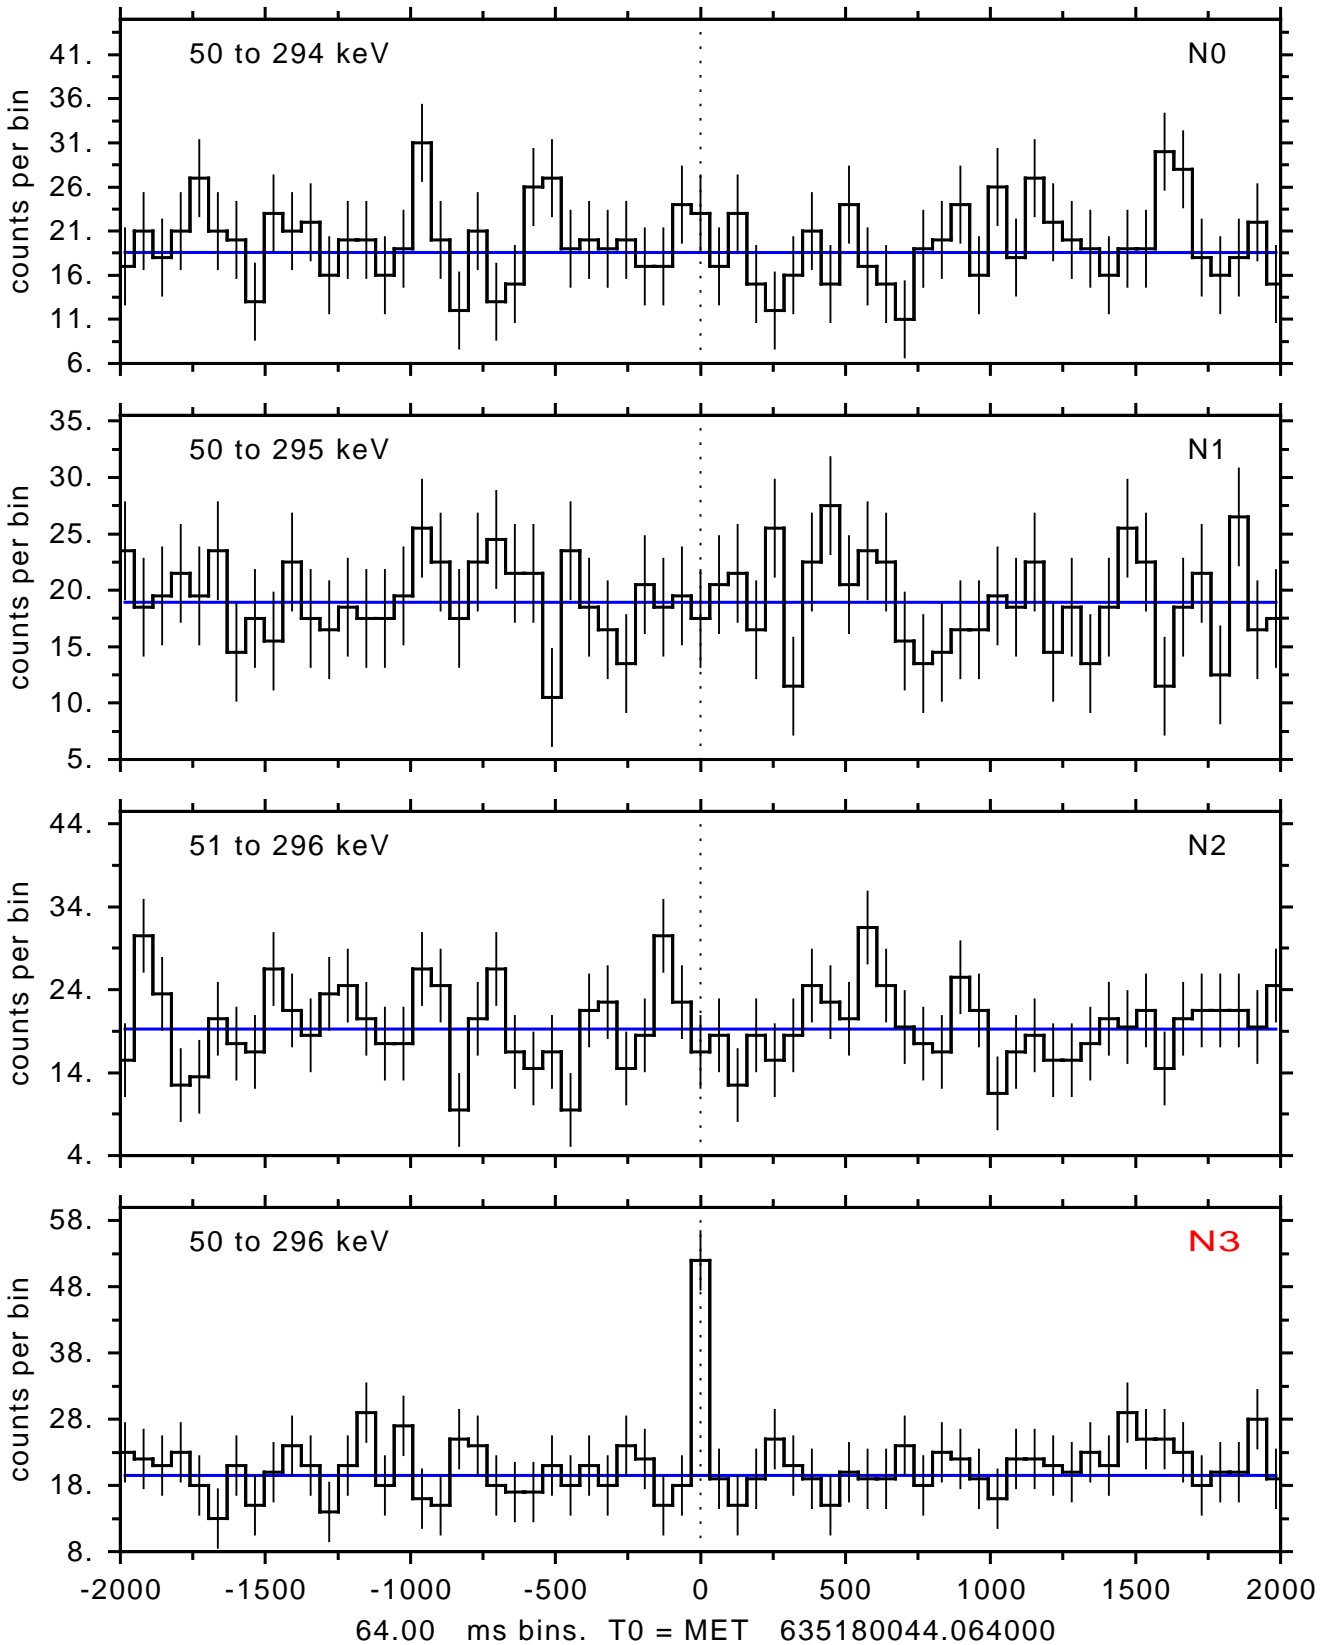 50 to 294 keV N0
counts per bin
41.
36.
31.
26.
21.
16.
11.
6.
50 to 295 keV N1
counts per bin
35.
30.
25.
20.
15.
10.
5.
51 to 296 keV N2
counts per bin
44.
34.
24.
14.
4.
50 to 296 keV N3
counts per bin
58.
48.
38.
28.
18.
8.
-2000 -1500 -1000 -500 0 500 1000 1500 2000
64.00 ms bins. T0 = MET 635180044.064000